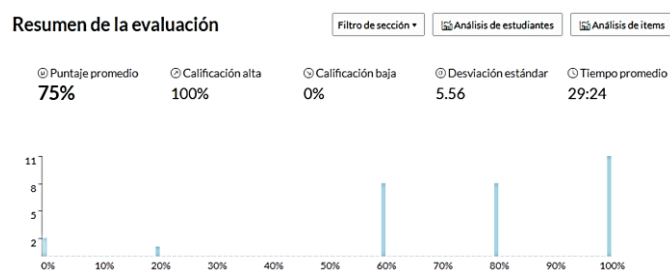 Resumen de la evaluación
Filtro de sección ▾ Análisis de estudiantes Análisis de items
Puntaje promedio Calificación alta Calificación baja Desviación estándar Tiempo promedio
75% 100% 0% 5.56 29:24
11
8
5
2
0% 10% 20% 30% 40% 50% 60% 70% 80% 90% 100%